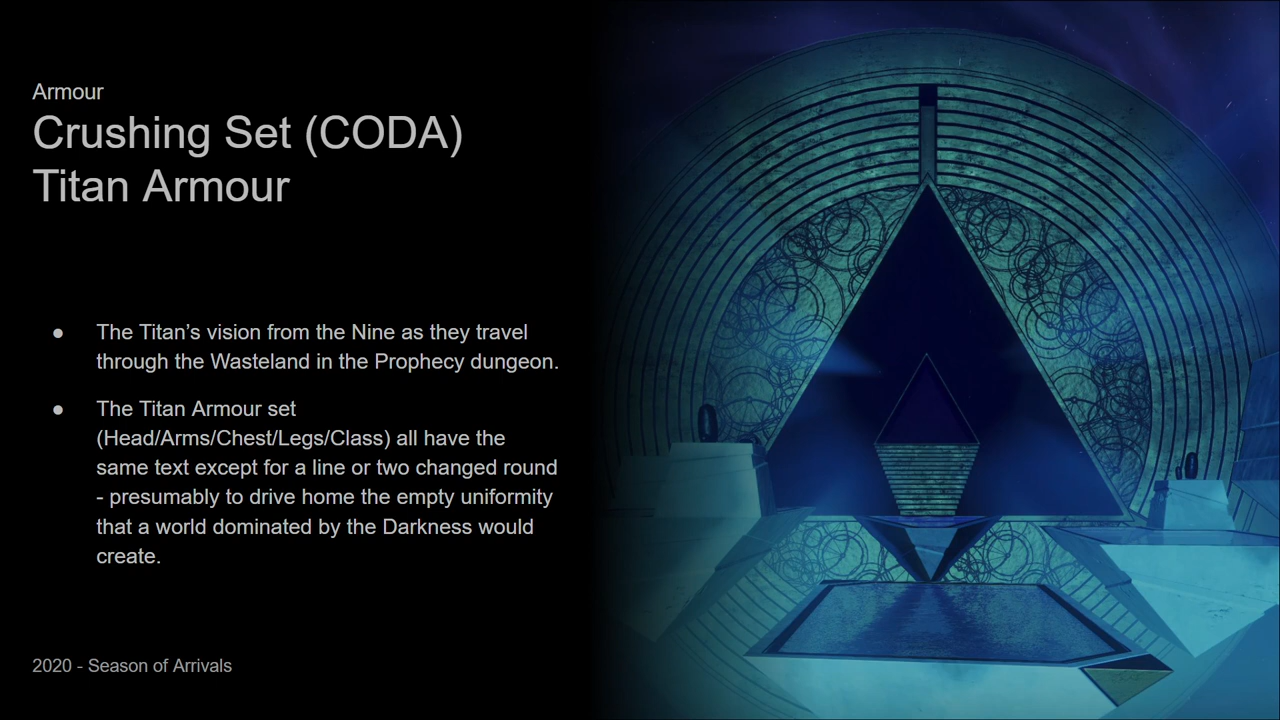 Armour
Crushing Set (CODA)
Titan Armour
● The Titan’s vision from the Nine as they travel
through the Wasteland in the Prophecy dungeon.
● The Titan Armour set
(Head/Arms/Chest/Legs/Class) all have the
same text except for a line or two changed round
- presumably to drive home the empty uniformity
that a world dominated by the Darkness would
create.
2020 - Season of Arrivals